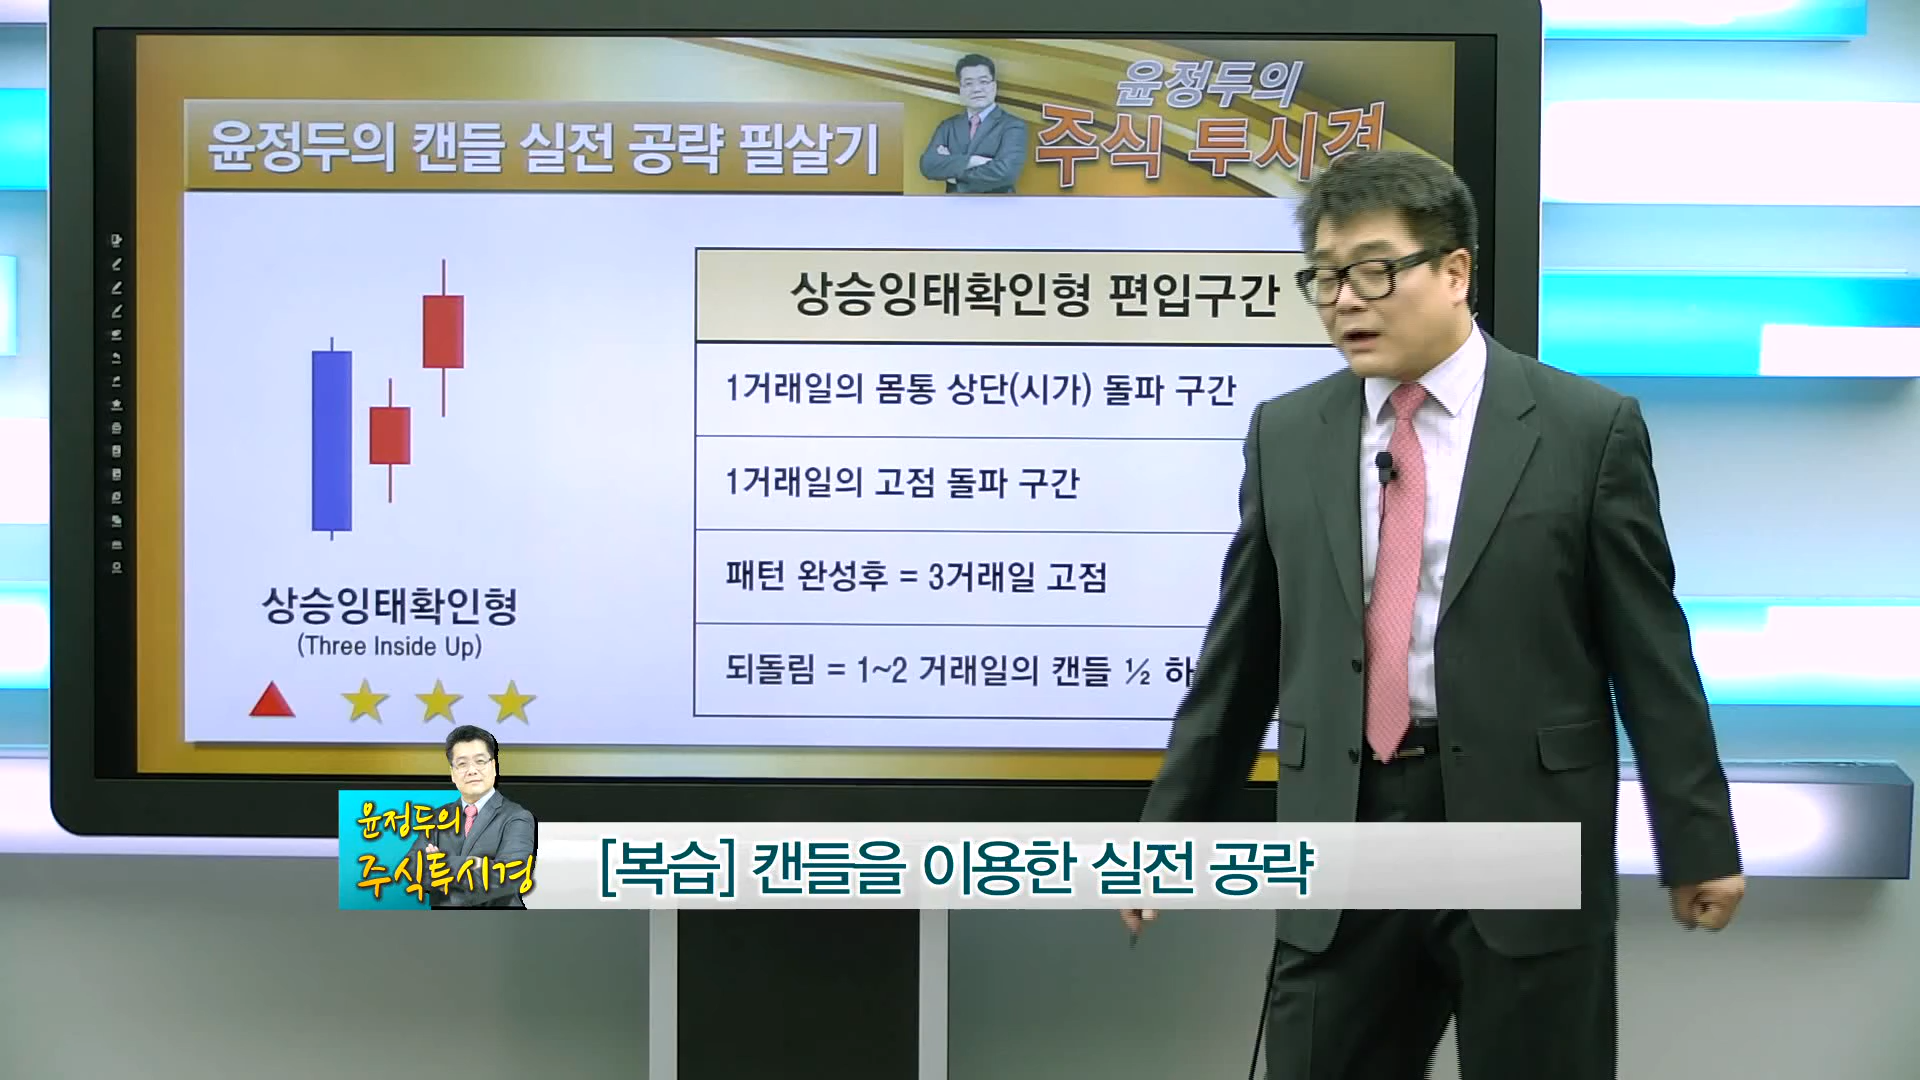 윤정두의
주식 투시경
윤정두의 캔들 실전 공략 필살기
상승잉태확인형 편입구간
1거래일의 몸통 상단(시가) 돌파 구간
1거래일의 고점 돌파 구간
패턴 완성후 = 3거래일 고점
되돌림 = 1~2 거래일의 캔들 ½ 하
상승잉태확인형
(Three Inside Up)
윤정두의
주식투시경
[복습] 캔들을 이용한 실전 공략